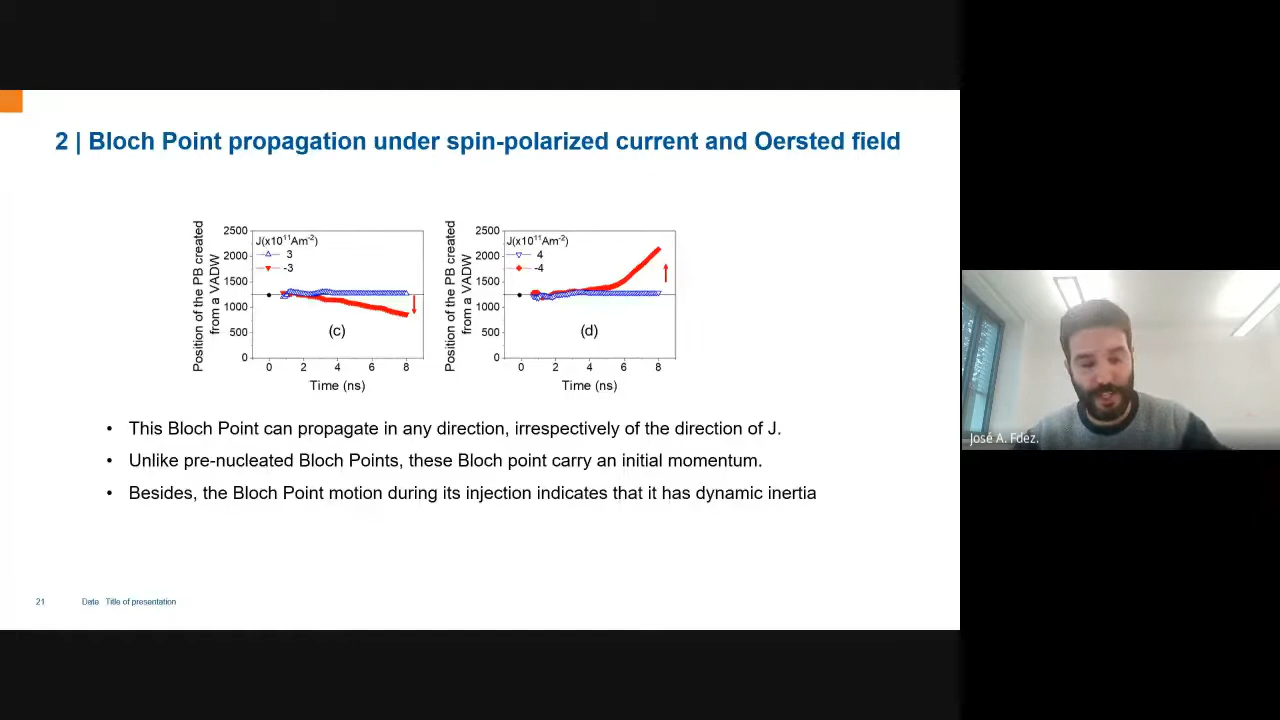 2 | Bloch Point propagation under spin-polarized current and Oersted field
Position of the PB created
from a VADW
2500
2000
1500
1000
500
0
J(x10¹¹Am⁻²)
3
-3
(c)
0 2 4 6 8
Time (ns)
Position of the PB created
from a VADW
2500
2000
1500
1000
500
0
J(x10¹¹Am⁻²)
4
-4
(d)
0 2 4 6 8
Time (ns)
• This Bloch Point can propagate in any direction, irrespectively of the direction of J.
• Unlike pre-nucleated Bloch Points, these Bloch point carry an initial momentum.
• Besides, the Bloch Point motion during its injection indicates that it has dynamic inertia
21 Date Title of presentation
José A. Fdez.